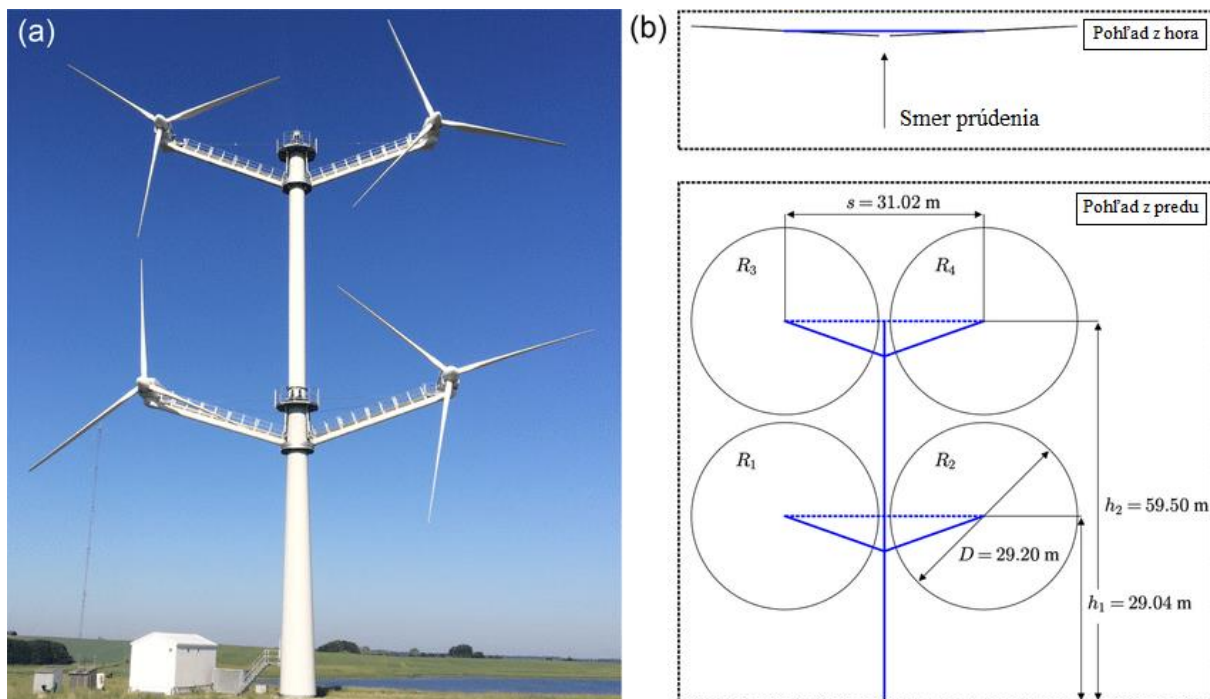 (a)
(b)
Pohľad z hora
Smer prúdenia
Pohľad z predu
s = 31.02 m
R3
R4
R1
R2
h2 = 59.50 m
D = 29.20 m
h1 = 29.04 m